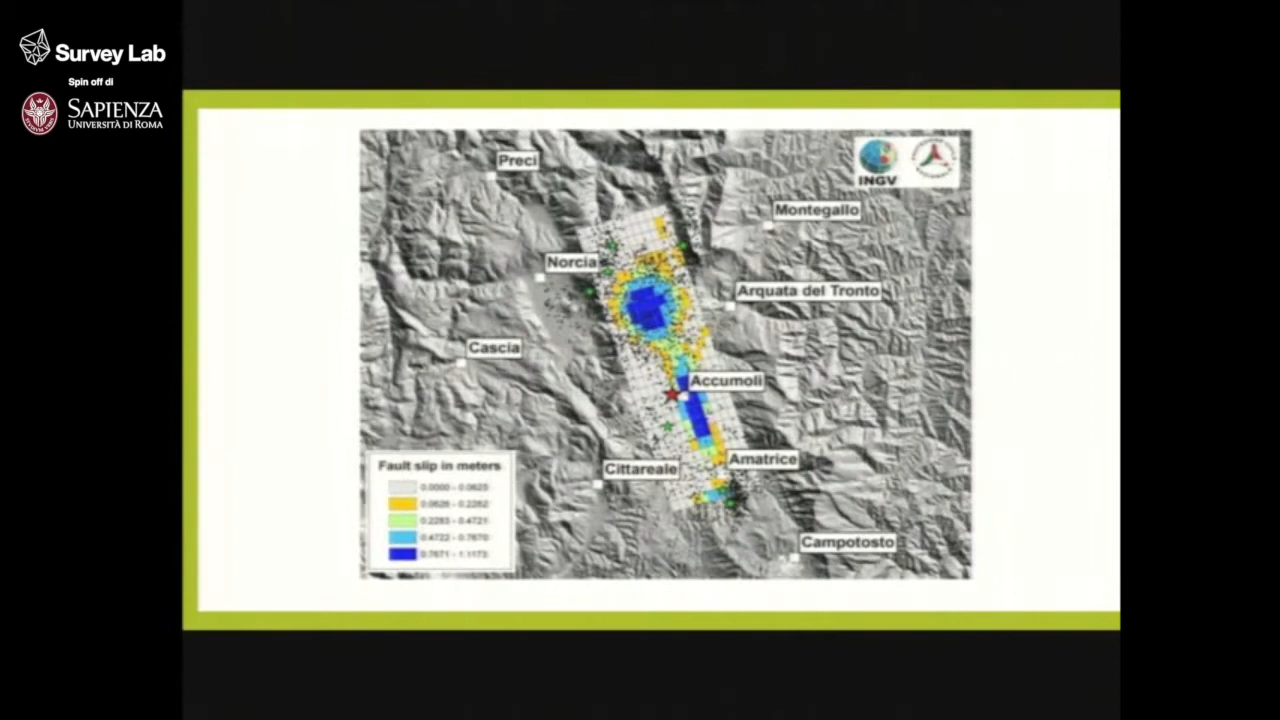 Survey Lab
Spin off di
SAPIENZA
UNIVERSITÀ DI ROMA
INGV
Preci
Montegallo
Norcia
Arquata del Tronto
Cascia
Accumoli
Amatrice
Cittareale
Campotosto
Fault slip in meters
0.0000 - 0.0625
0.0626 - 0.2282
0.2283 - 0.4721
0.4722 - 0.7670
0.7671 - 1.1173